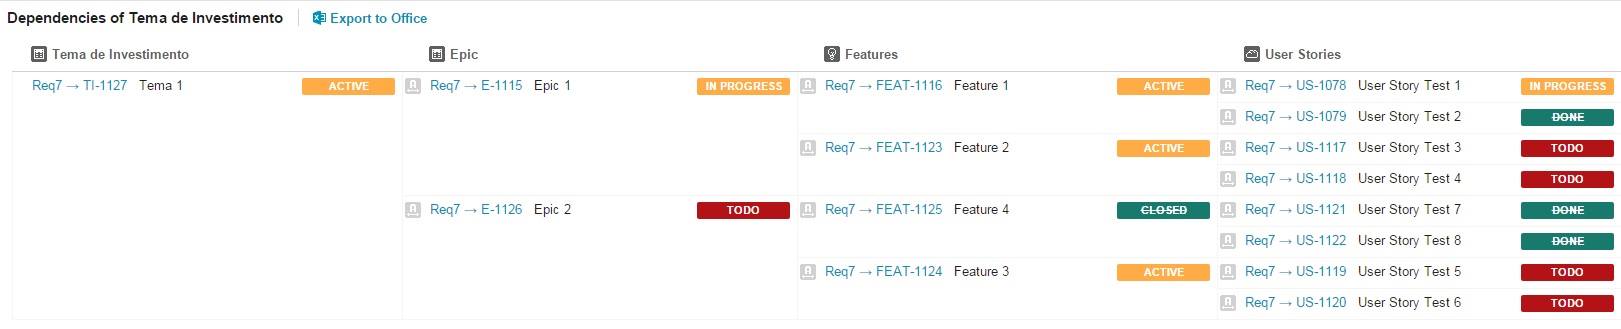 Dependencies of Tema de Investimento Export to Office
Tema de Investimento Epic Features User Stories
Req7 → TI-1127 Tema 1 ACTIVE Req7 → E-1115 Epic 1 IN PROGRESS Req7 → FEAT-1116 Feature 1 ACTIVE Req7 → US-1078 User Story Test 1 IN PROGRESS
Req7 → US-1079 User Story Test 2 DONE
Req7 → FEAT-1123 Feature 2 ACTIVE Req7 → US-1117 User Story Test 3 TODO
Req7 → US-1118 User Story Test 4 TODO
Req7 → E-1126 Epic 2 TODO Req7 → FEAT-1125 Feature 4 CLOSED Req7 → US-1121 User Story Test 7 DONE
Req7 → US-1122 User Story Test 8 DONE
Req7 → FEAT-1124 Feature 3 ACTIVE Req7 → US-1119 User Story Test 5 TODO
Req7 → US-1120 User Story Test 6 TODO